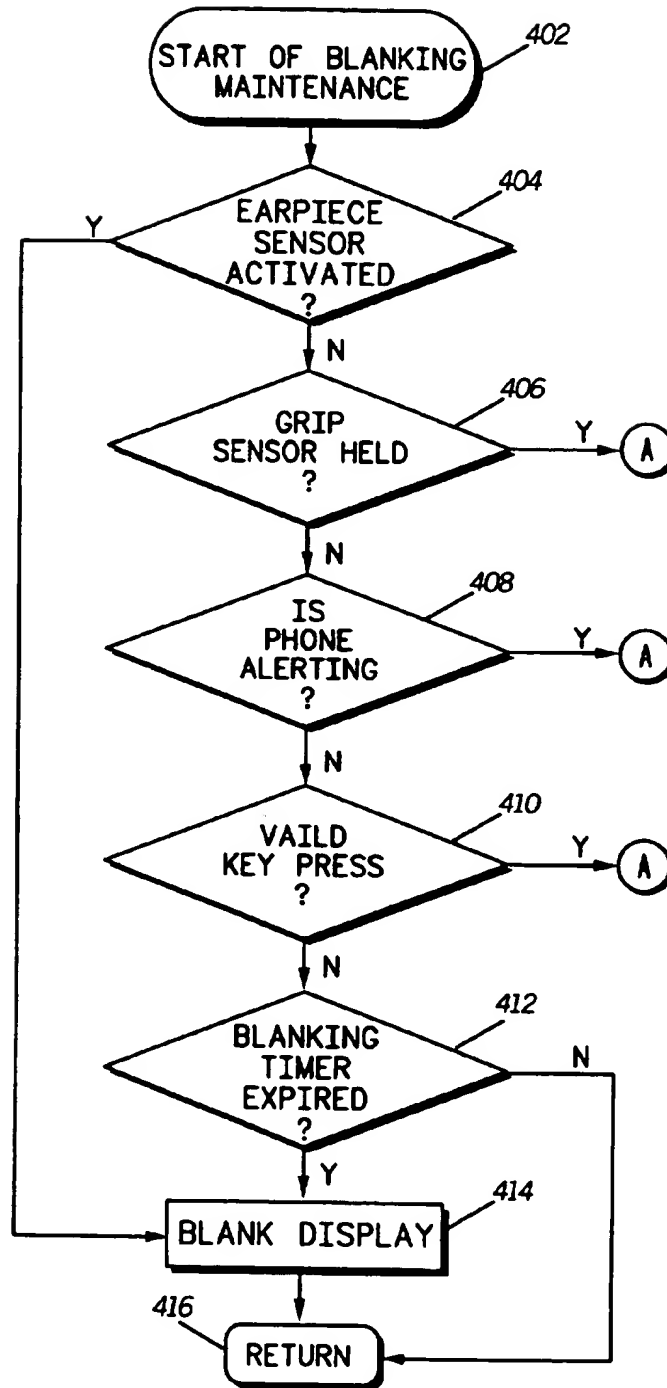 START OF BLANKING
MAINTENANCE
402
404
Y
EARPIECE
SENSOR
ACTIVATED
?
N
406
GRIP
SENSOR HELD
?
Y
A
N
408
IS
PHONE
ALERTING
?
Y
A
N
410
VAILD
KEY PRESS
?
Y
A
N
412
BLANKING
TIMER
EXPIRED
?
N
Y
414
BLANK DISPLAY
416
RETURN